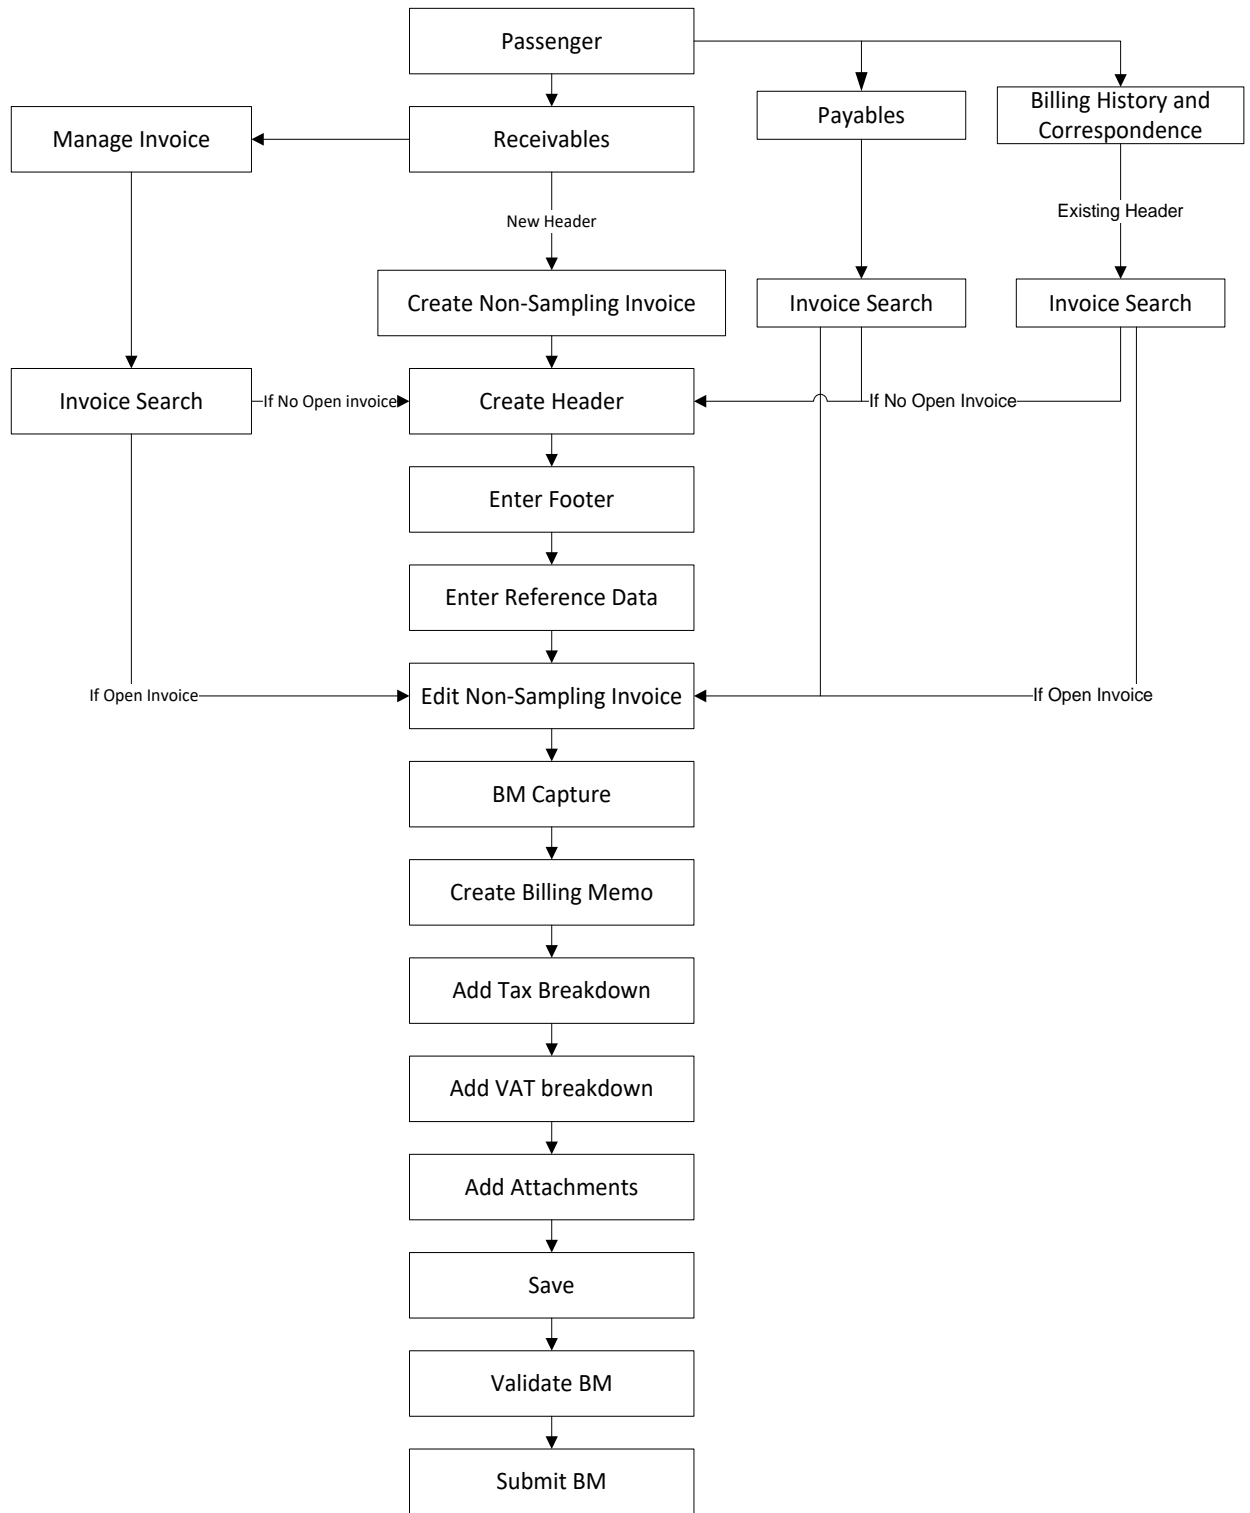 Passenger
Manage Invoice
Receivables
Payables
Billing History and
Correspondence
New Header
Existing Header
Create Non-Sampling Invoice
Invoice Search
Invoice Search
Invoice Search
If No Open invoice
Create Header
If No Open Invoice
Enter Footer
Enter Reference Data
If Open Invoice
Edit Non-Sampling Invoice
If Open Invoice
BM Capture
Create Billing Memo
Add Tax Breakdown
Add VAT breakdown
Add Attachments
Save
Validate BM
Submit BM